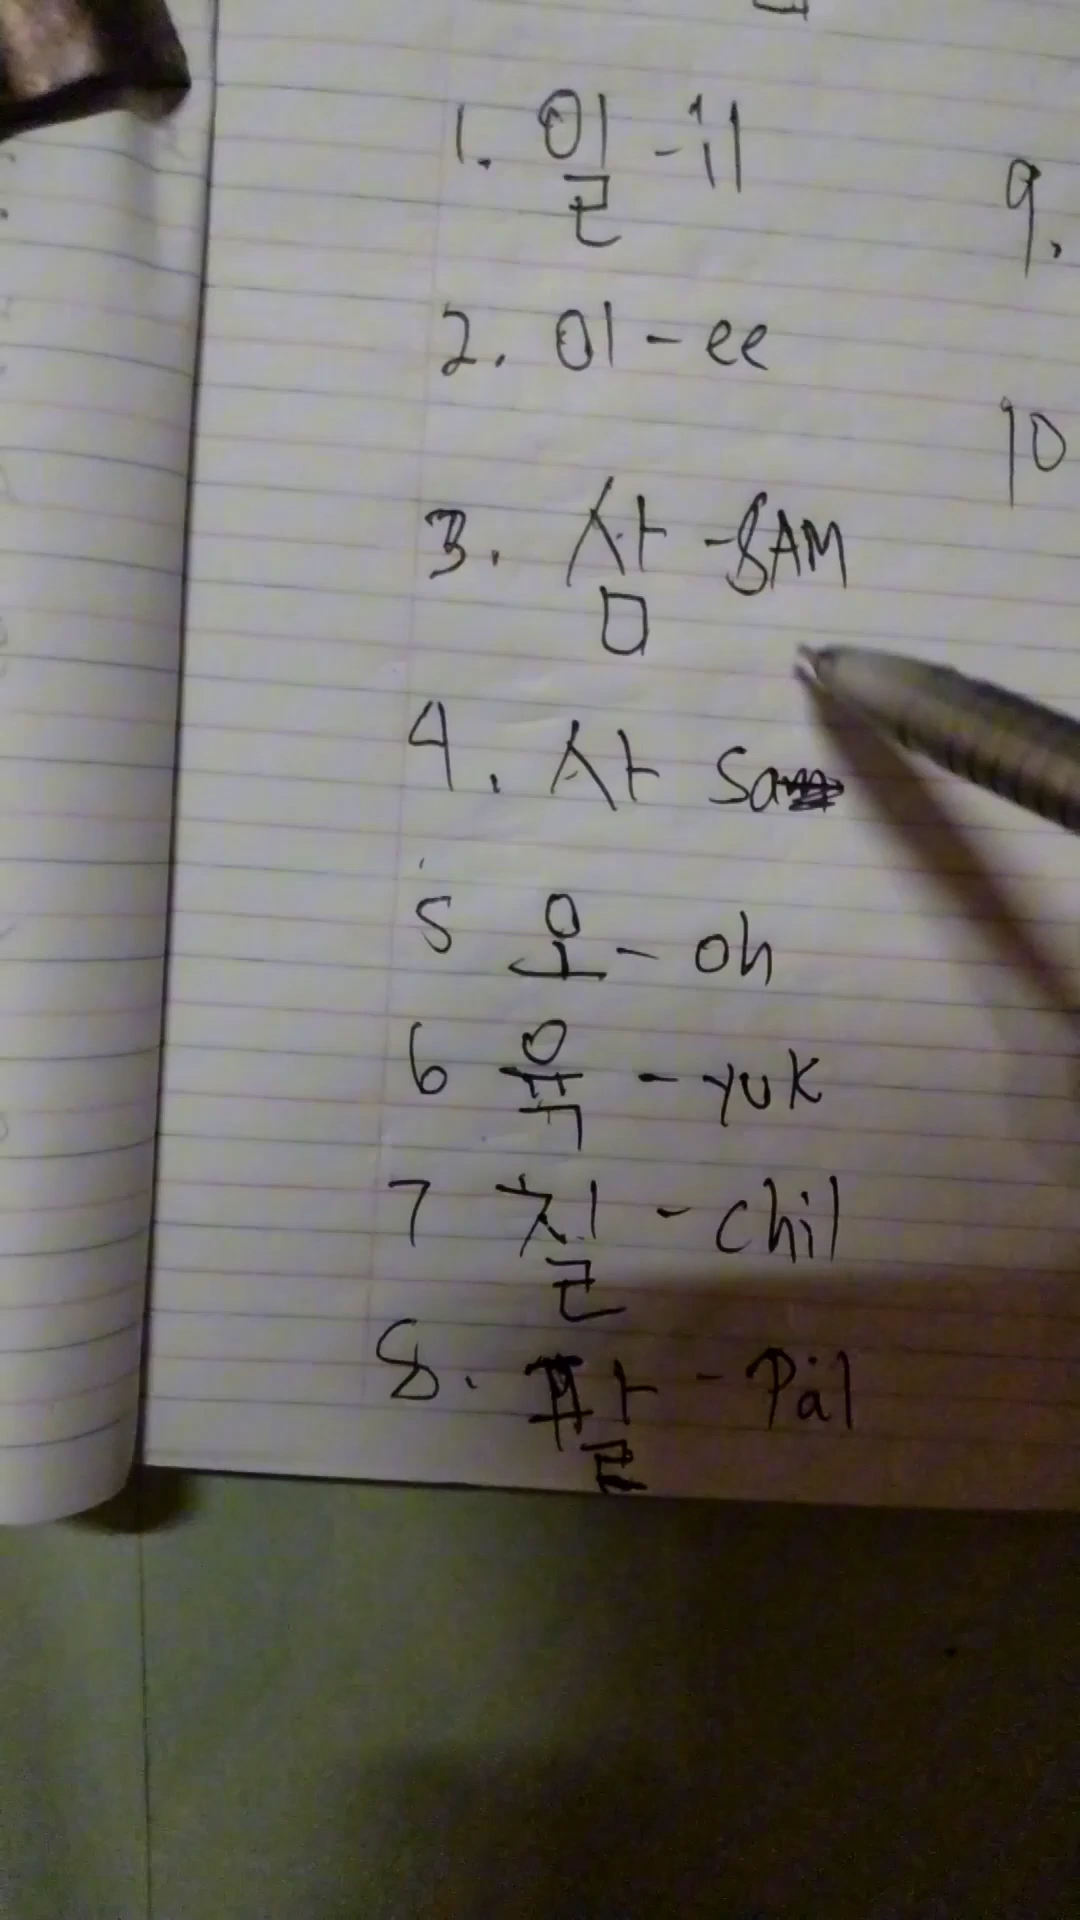 1. 일 - il
2. 이 - ee
3. 삼 - SAM
4. 사 sa
5 오 - oh
6 육 - yuk
7 칠 - chil
8. 팔 - Pal
9.
10